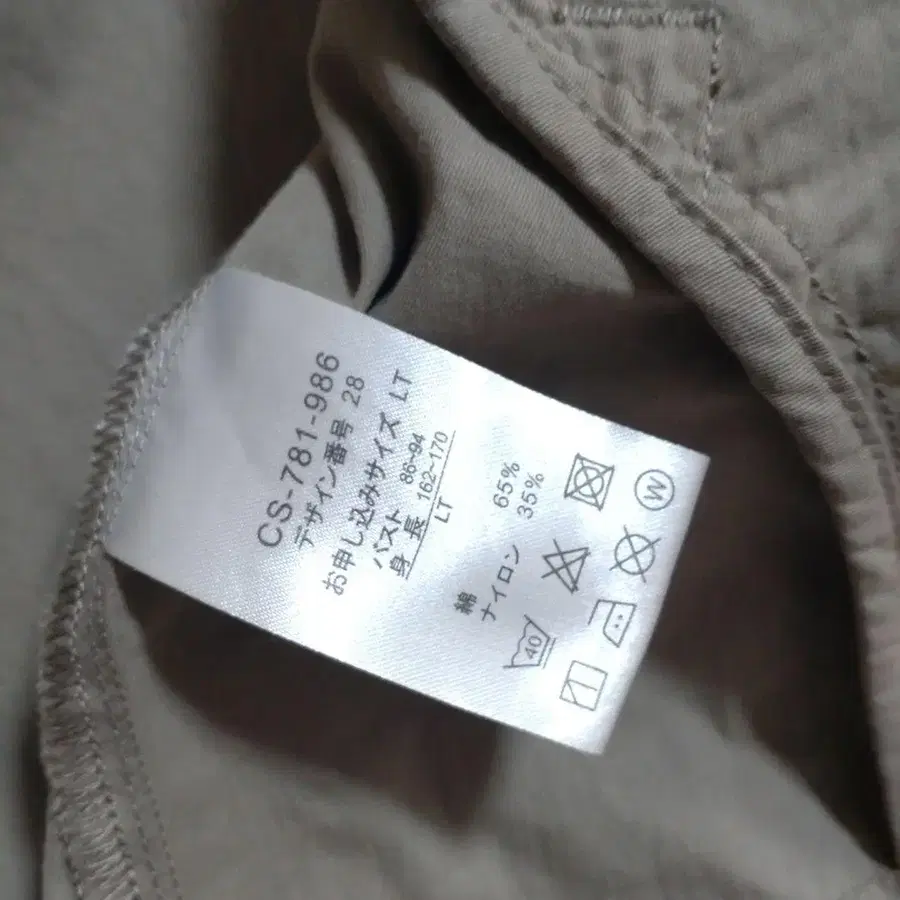 CS-781-986
デザイン番号 28
お申し込みサイズ LT
バスト 86~94
身長 162~170
LT
綿 65%
ナイロン 35%
40
W